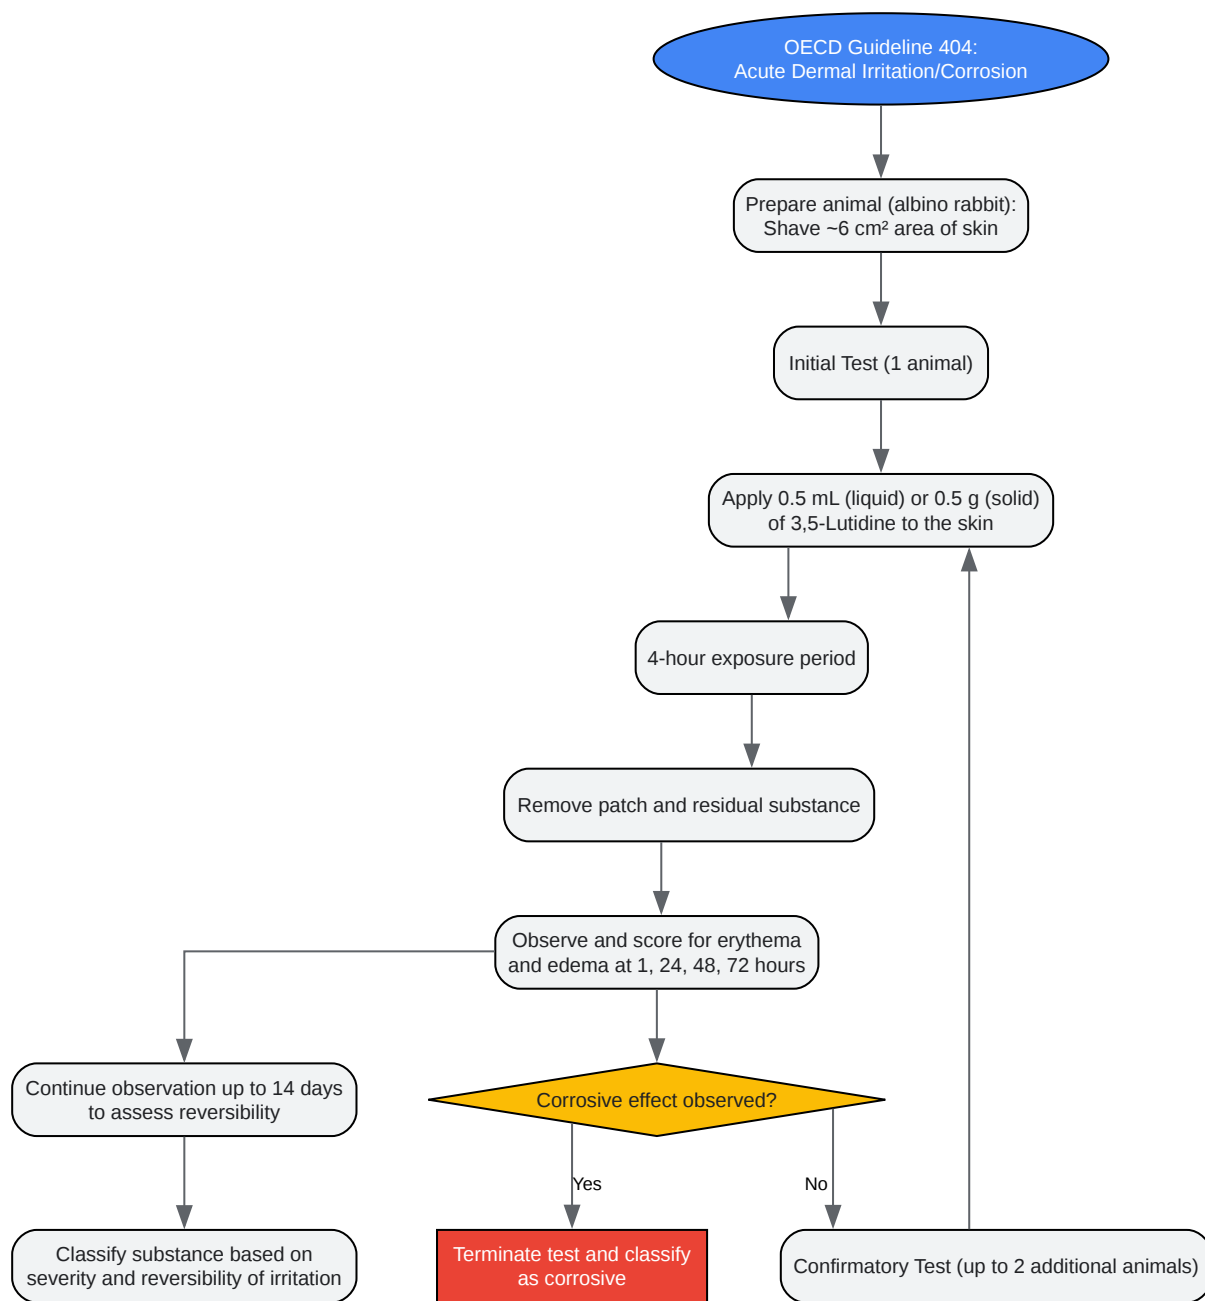 OECD Guideline 404:
Acute Dermal Irritation/Corrosion
Prepare animal (albino rabbit):
Shave ~6 cm² area of skin
Initial Test (1 animal)
Apply 0.5 mL (liquid) or 0.5 g (solid)
of 3,5-Lutidine to the skin
4-hour exposure period
Remove patch and residual substance
Observe and score for erythema
and edema at 1, 24, 48, 72 hours
Continue observation up to 14 days
to assess reversibility
Corrosive effect observed?
Yes
No
Classify substance based on
severity and reversibility of irritation
Terminate test and classify
as corrosive
Confirmatory Test (up to 2 additional animals)